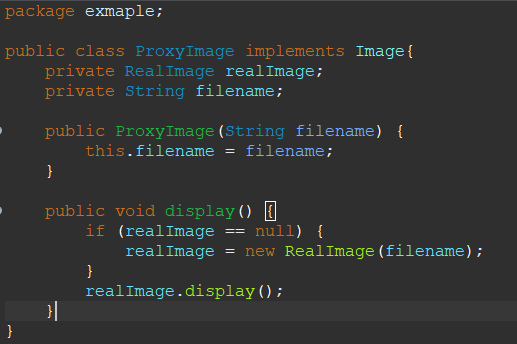 package exmaple;
public class ProxyImage implements Image{
    private RealImage realImage;
    private String filename;
    public ProxyImage(String filename) {
        this.filename = filename;
    }
    public void display() {
        if (realImage == null) {
            realImage = new RealImage(filename);
        }
        realImage.display();
    }
}